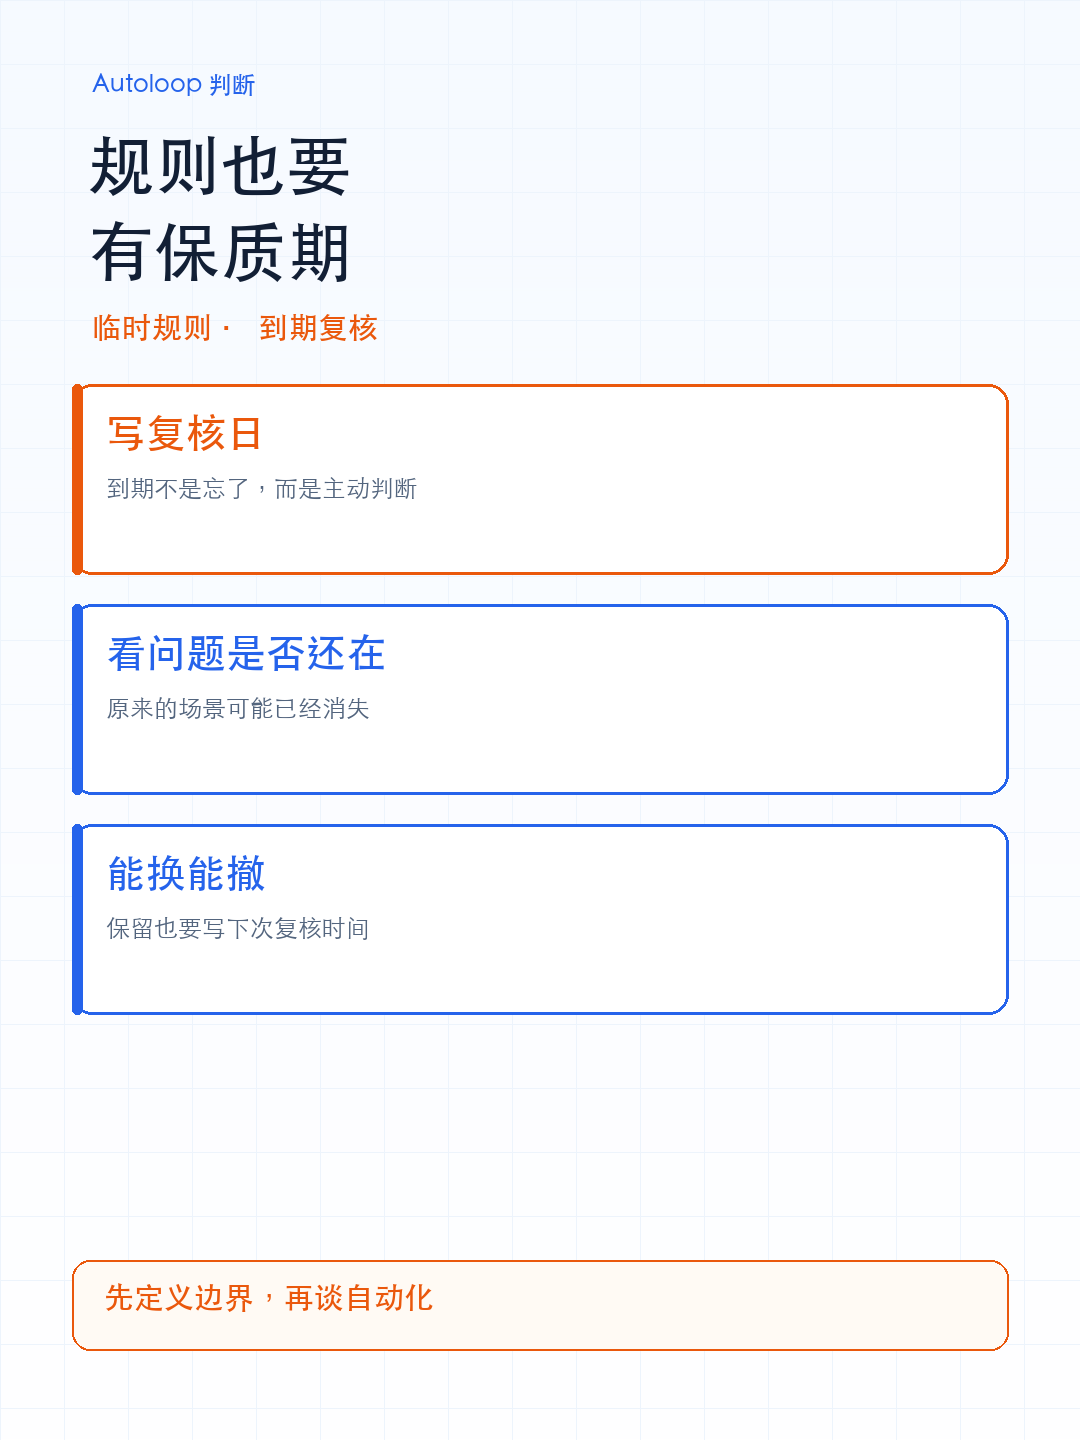 Autoloop 判断
规则也要
有保质期
临时规则 · 到期复核
写复核日
到期不是忘了，而是主动判断
看问题是否还在
原来的场景可能已经消失
能换能撤
保留也要写下次复核时间
先定义边界，再谈自动化